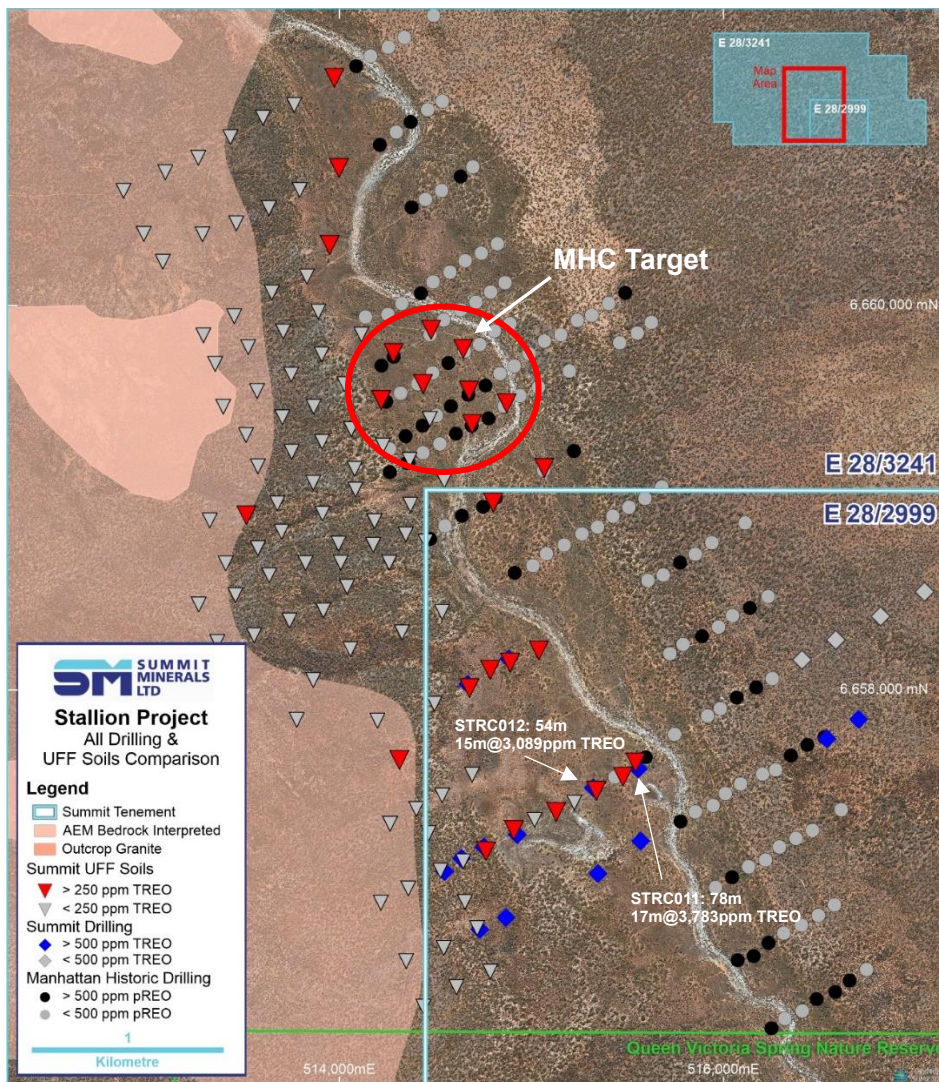 E 28/3241
Map
Area
E 28/2999
MHC Target
6,660,000 mN
E 28/3241
E 28/2999
6,658,000 mN
STRC012: 54m
15m@3,089ppm TREO
STRC011: 78m
17m@3,783ppm TREO
SM SUMMIT
MINERALS
LTD
Stallion Project
All Drilling &
UFF Soils Comparison
Legend
Summit Tenement
AEM Bedrock Interpreted
Outcrop Granite
Summit UFF Soils
> 250 ppm TREO
< 250 ppm TREO
Summit Drilling
> 500 ppm TREO
< 500 ppm TREO
Manhattan Historic Drilling
> 500 ppm pREO
< 500 ppm pREO
1
Kilometre
Queen Victoria Spring Nature Reserve
514,000mE
516,000mE